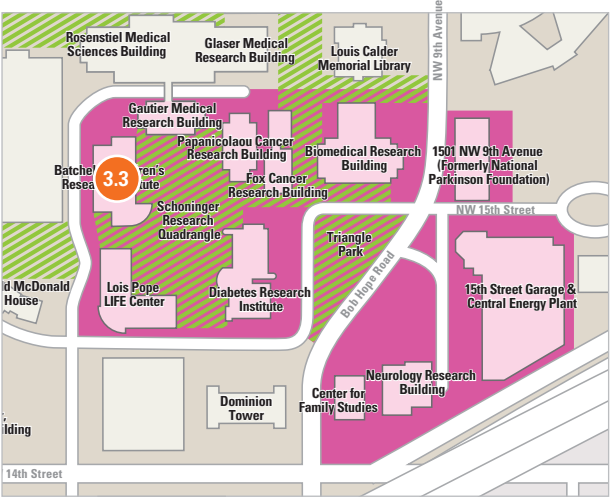 Rosenstiel Medical
Sciences Building
Glaser Medical
Research Building
Louis Calder
Memorial Library
NW 9th Avenue
Gautier Medical
Research Building
Papanicolaou Cancer
Research Building
Biomedical Research
Building
1501 NW 9th Avenue
(Formerly National
Parkinson Foundation)
3.3
Fox Cancer
Research Building
Schoninger
Research
Quadrangle
NW 15th Street
Triangle
Park
McDonald
House
Lois Pope
LIFE Center
Diabetes Research
Institute
Bob Hope Road
15th Street Garage &
Central Energy Plant
Neurology Research
Building
Center for
Family Studies
Dominion
Tower
14th Street